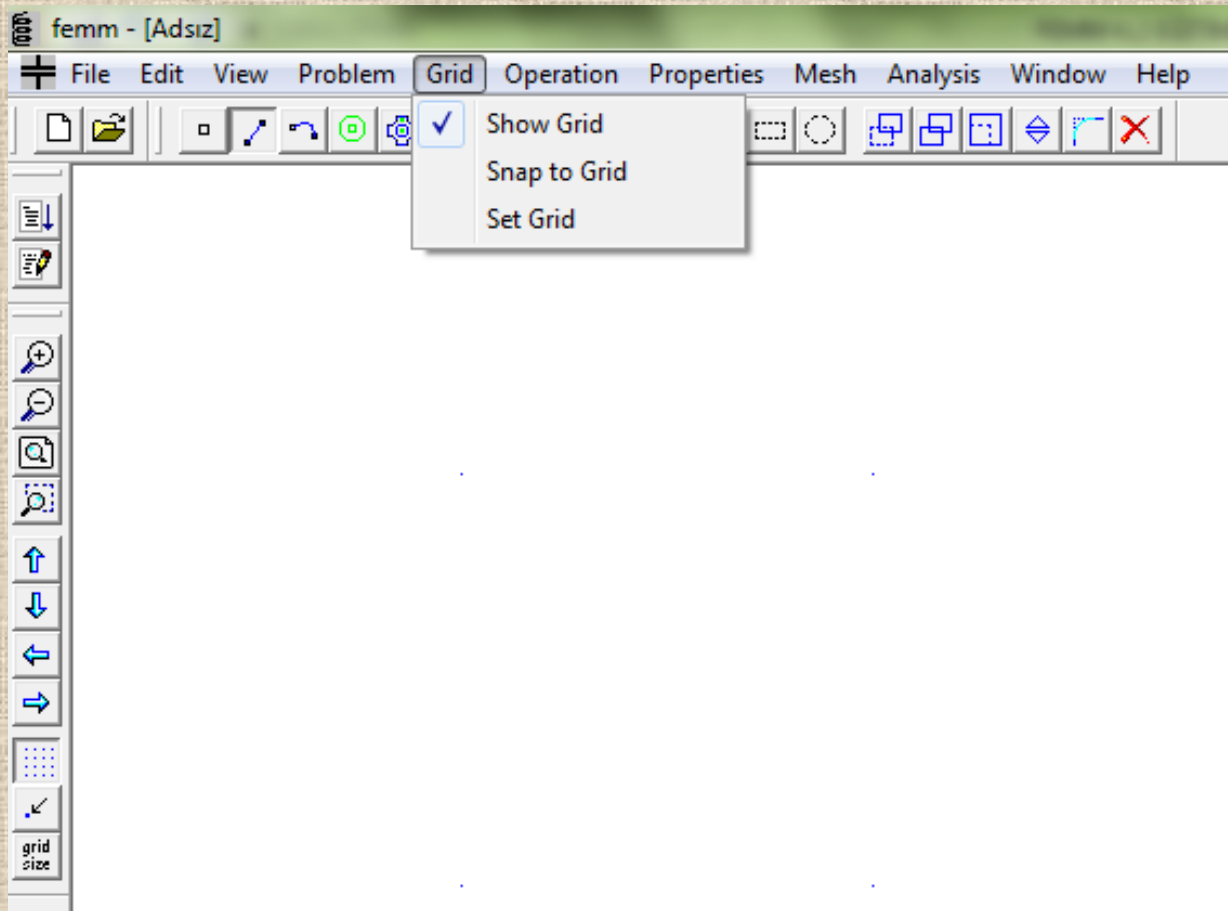 femm - [Adsız]
File Edit View Problem Grid Operation Properties Mesh Analysis Window Help
Show Grid
Snap to Grid
Set Grid
grid
size